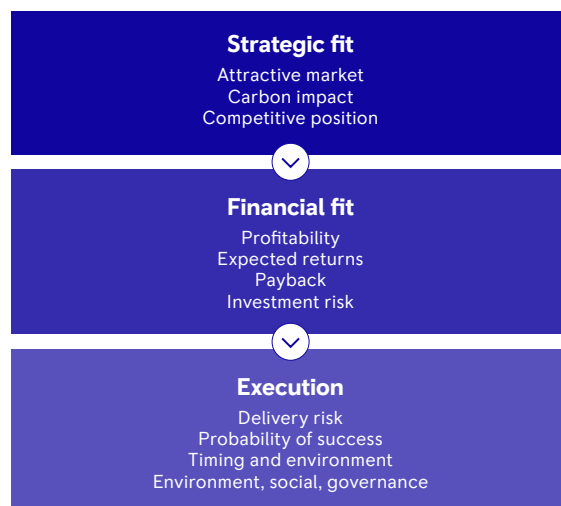 Strategic fit
Attractive market
Carbon impact
Competitive position
Financial fit
Profitability
Expected returns
Payback
Investment risk
Execution
Delivery risk
Probability of success
Timing and environment
Environment, social, governance